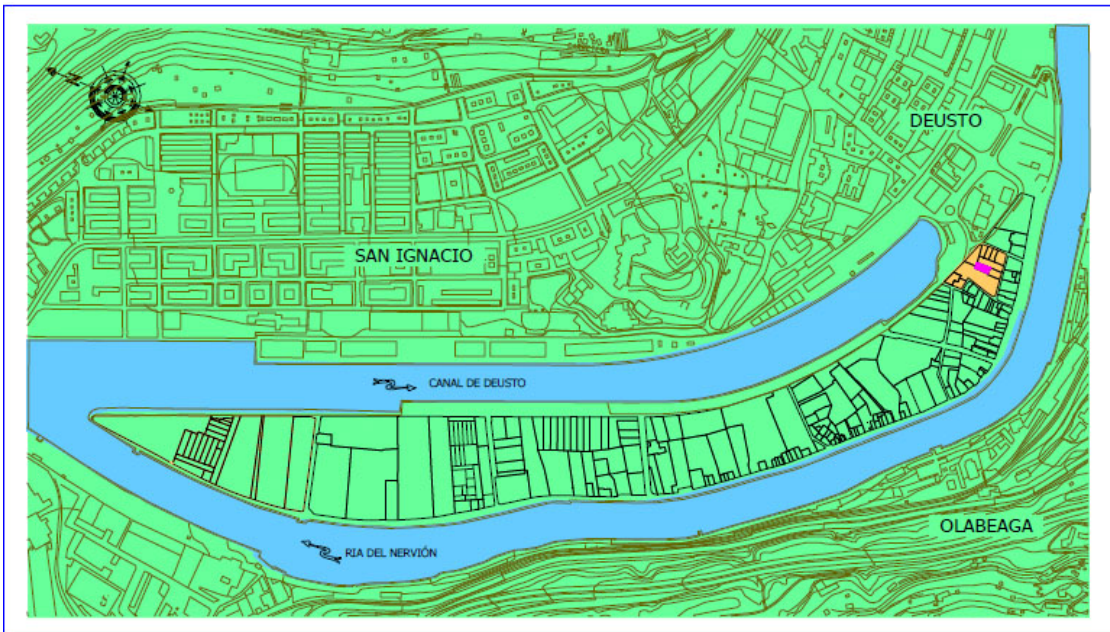 DEUSTO
SAN IGNACIO
CANAL DE DEUSTO
OLABEAGA
RIA DEL NERVIÓN